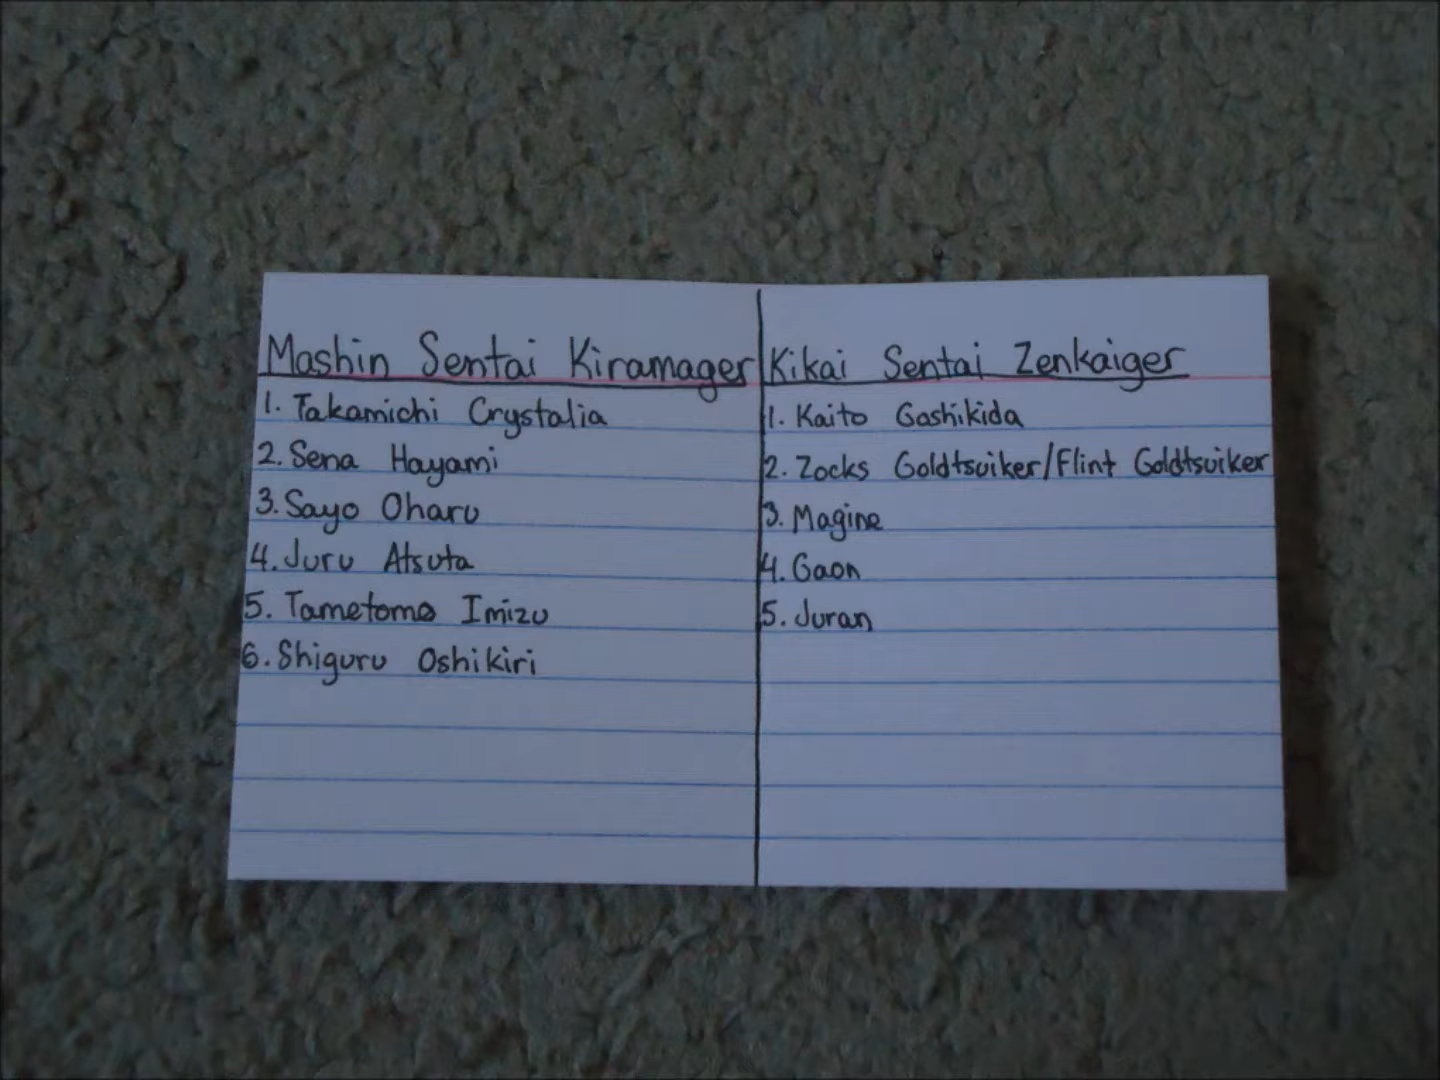 Mashin Sentai Kiramager
1. Takamichi Crystalia
2. Sena Hayami
3. Sayo Oharu
4. Juru Atsuta
5. Tametomo Imizu
6. Shiguru Oshikiri
Kikai Sentai Zenkaiger
1. Kaito Goshikida
2. Zocks Goldtsuiker/Flint Goldtsuiker
3. Magine
4. Gaon
5. Juran